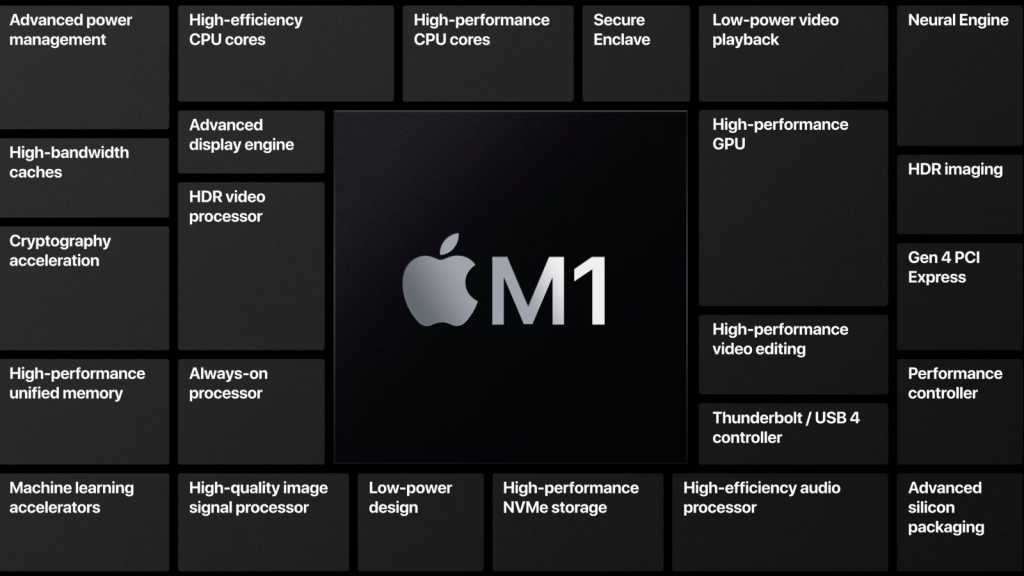 Advanced power
management
High-efficiency
CPU cores
High-performance
CPU cores
Secure
Enclave
Low-power video
playback
Neural Engine
High-bandwidth
caches
Advanced
display engine
High-performance
GPU
HDR imaging
HDR video
processor
Cryptography
acceleration
Gen 4 PCI
Express
M1
High-performance
video editing
High-performance
unified memory
Always-on
processor
Performance
controller
Thunderbolt / USB 4
controller
Machine learning
accelerators
High-quality image
signal processor
Low-power
design
High-performance
NVMe storage
High-efficiency audio
processor
Advanced
silicon
packaging